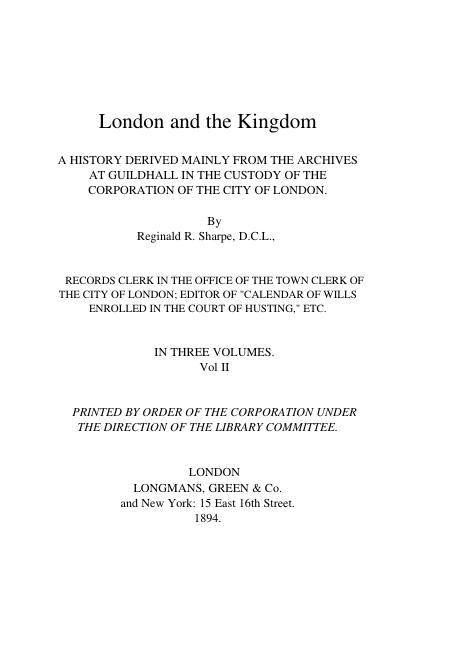 London and the Kingdom
A HISTORY DERIVED MAINLY FROM THE ARCHIVES
AT GUILDHALL IN THE CUSTODY OF THE
CORPORATION OF THE CITY OF LONDON.
By
Reginald R. Sharpe, D.C.L.,
RECORDS CLERK IN THE OFFICE OF THE TOWN CLERK OF
THE CITY OF LONDON; EDITOR OF "CALENDAR OF WILLS
ENROLLED IN THE COURT OF HUSTING," ETC.
IN THREE VOLUMES.
Vol II
PRINTED BY ORDER OF THE CORPORATION UNDER
THE DIRECTION OF THE LIBRARY COMMITTEE.
LONDON
LONGMANS, GREEN & Co.
and New York: 15 East 16th Street.
1894.